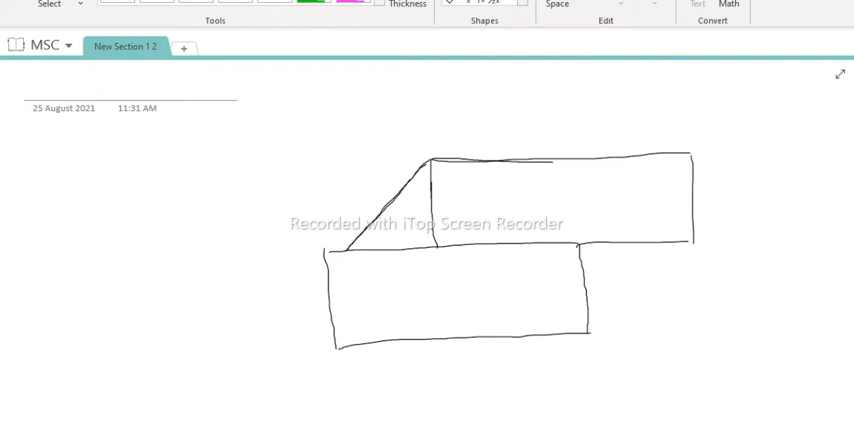 Select
Thickness
Space
Text Math
Tools
Shapes
Edit
Convert
MSC
New Section 1 2
+
25 August 2021 11:31 AM
Recorded with iTop Screen Recorder